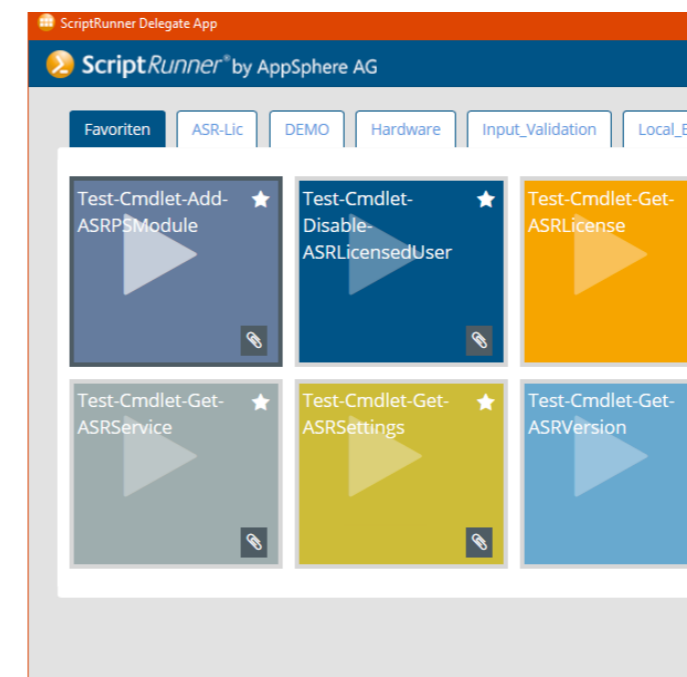 ScriptRunner Delegate App
ScriptRunner® by AppSphere AG
Favoriten ASR-Lic DEMO Hardware Input_Validation Local_E
Test-Cmdlet-Add-
ASRPSModule
Test-Cmdlet-
Disable-
ASRLicensedUser
Test-Cmdlet-Get-
ASRLicense
Test-Cmdlet-Get-
ASRService
Test-Cmdlet-Get-
ASRSettings
Test-Cmdlet-Get-
ASRVersion